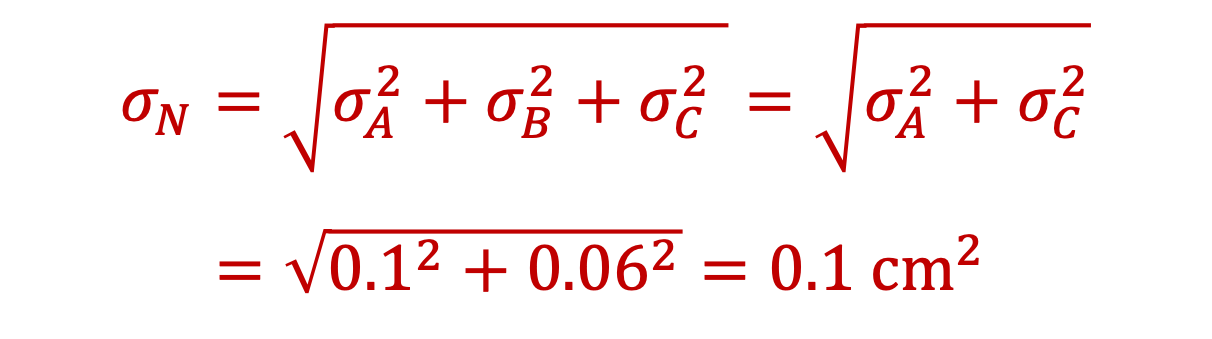 σ_N = √(σ_A² + σ_B² + σ_C²) = √(σ_A² + σ_C²)
= √(0.1² + 0.06²) = 0.1 cm²